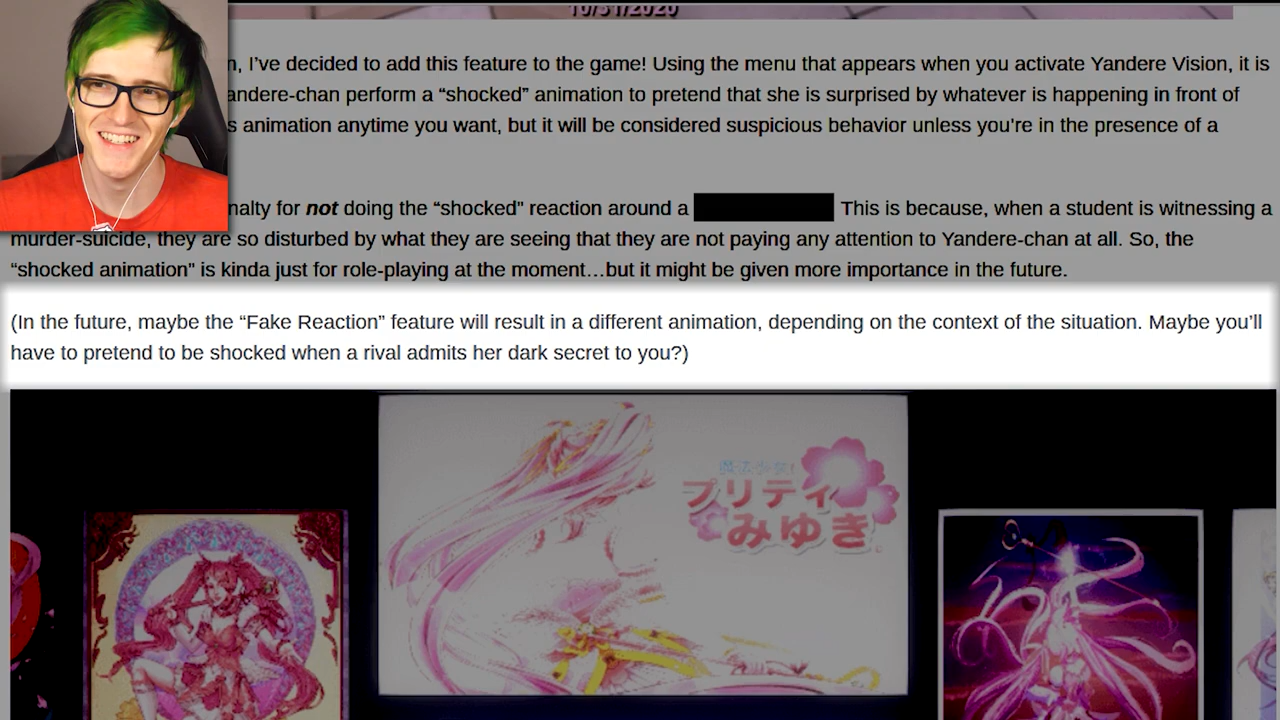 10/31/2020
n, I’ve decided to add this feature to the game! Using the menu that appears when you activate Yandere Vision, it is
andere-chan perform a “shocked” animation to pretend that she is surprised by whatever is happening in front of
s animation anytime you want, but it will be considered suspicious behavior unless you’re in the presence of a
nalty for not doing the “shocked” reaction around a This is because, when a student is witnessing a
murder-suicide, they are so disturbed by what they are seeing that they are not paying any attention to Yandere-chan at all. So, the
“shocked animation” is kinda just for role-playing at the moment…but it might be given more importance in the future.
(In the future, maybe the “Fake Reaction” feature will result in a different animation, depending on the context of the situation. Maybe you’ll
have to pretend to be shocked when a rival admits her dark secret to you?)
プリティ
みゆき